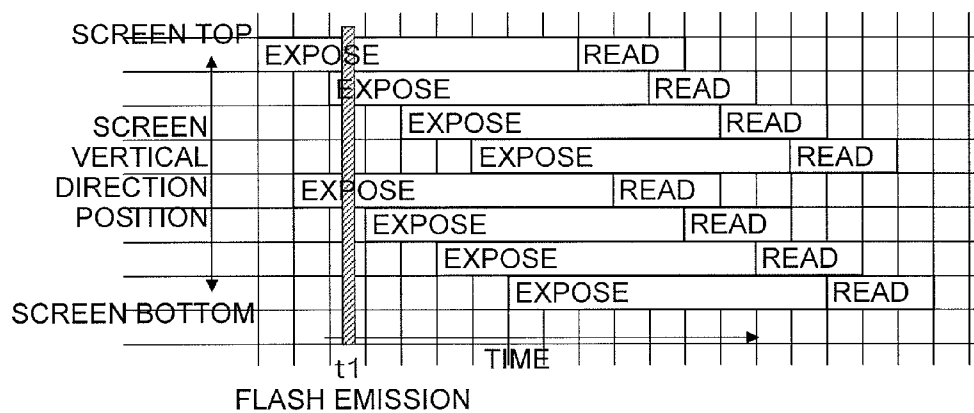 SCREEN TOP
EXPOSE READ
EXPOSE READ
SCREEN EXPOSE READ
VERTICAL EXPOSE READ
DIRECTION EXPOSE READ
POSITION EXPOSE READ
EXPOSE READ
EXPOSE READ
SCREEN BOTTOM
TIME
t1
FLASH EMISSION